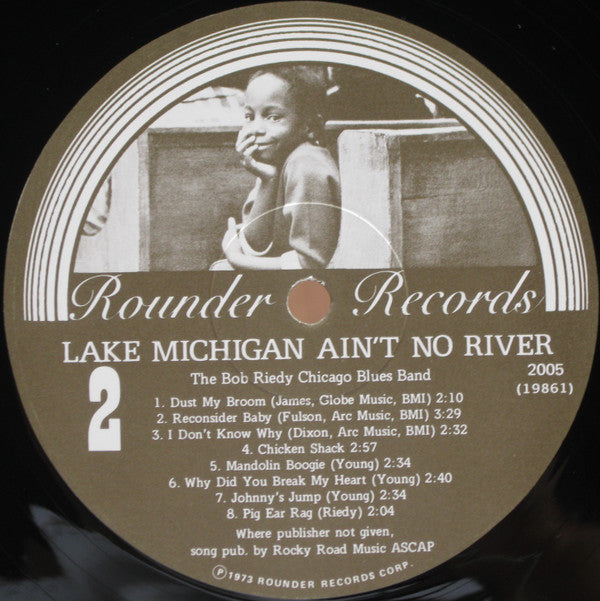 Rounder Records
LAKE MICHIGAN AIN'T NO RIVER
2
The Bob Riedy Chicago Blues Band
2005
(19861)
1. Dust My Broom (James, Globe Music, BMI) 2:10
2. Reconsider Baby (Fulson, Arc Music, BMI) 3:29
3. I Don't Know Why (Dixon, Arc Music, BMI) 2:32
4. Chicken Shack 2:57
5. Mandolin Boogie (Young) 2:34
6. Why Did You Break My Heart (Young) 2:40
7. Johnny's Jump (Young) 2:34
8. Pig Ear Rag (Riedy) 2:04
Where publisher not given,
song pub. by Rocky Road Music ASCAP
Ⓟ1973 ROUNDER RECORDS CORP.